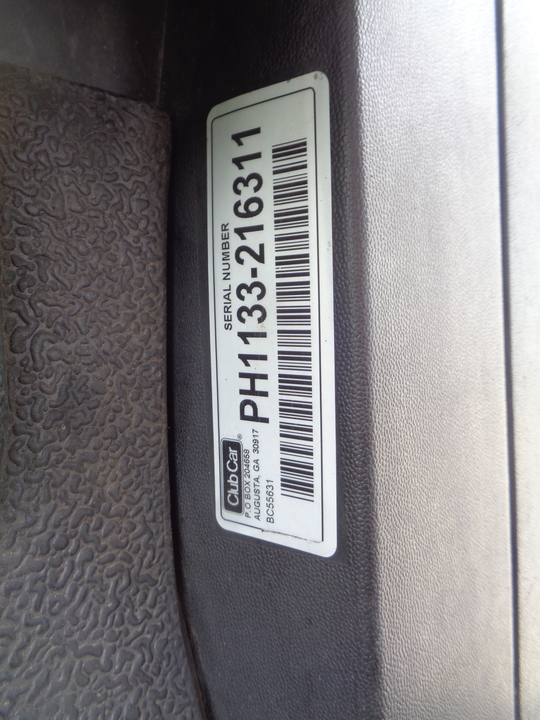 SERIAL NUMBER
PH1133-216311
Club Car®
P.O BOX 204658
AUGUSTA, GA 30917
BC55631